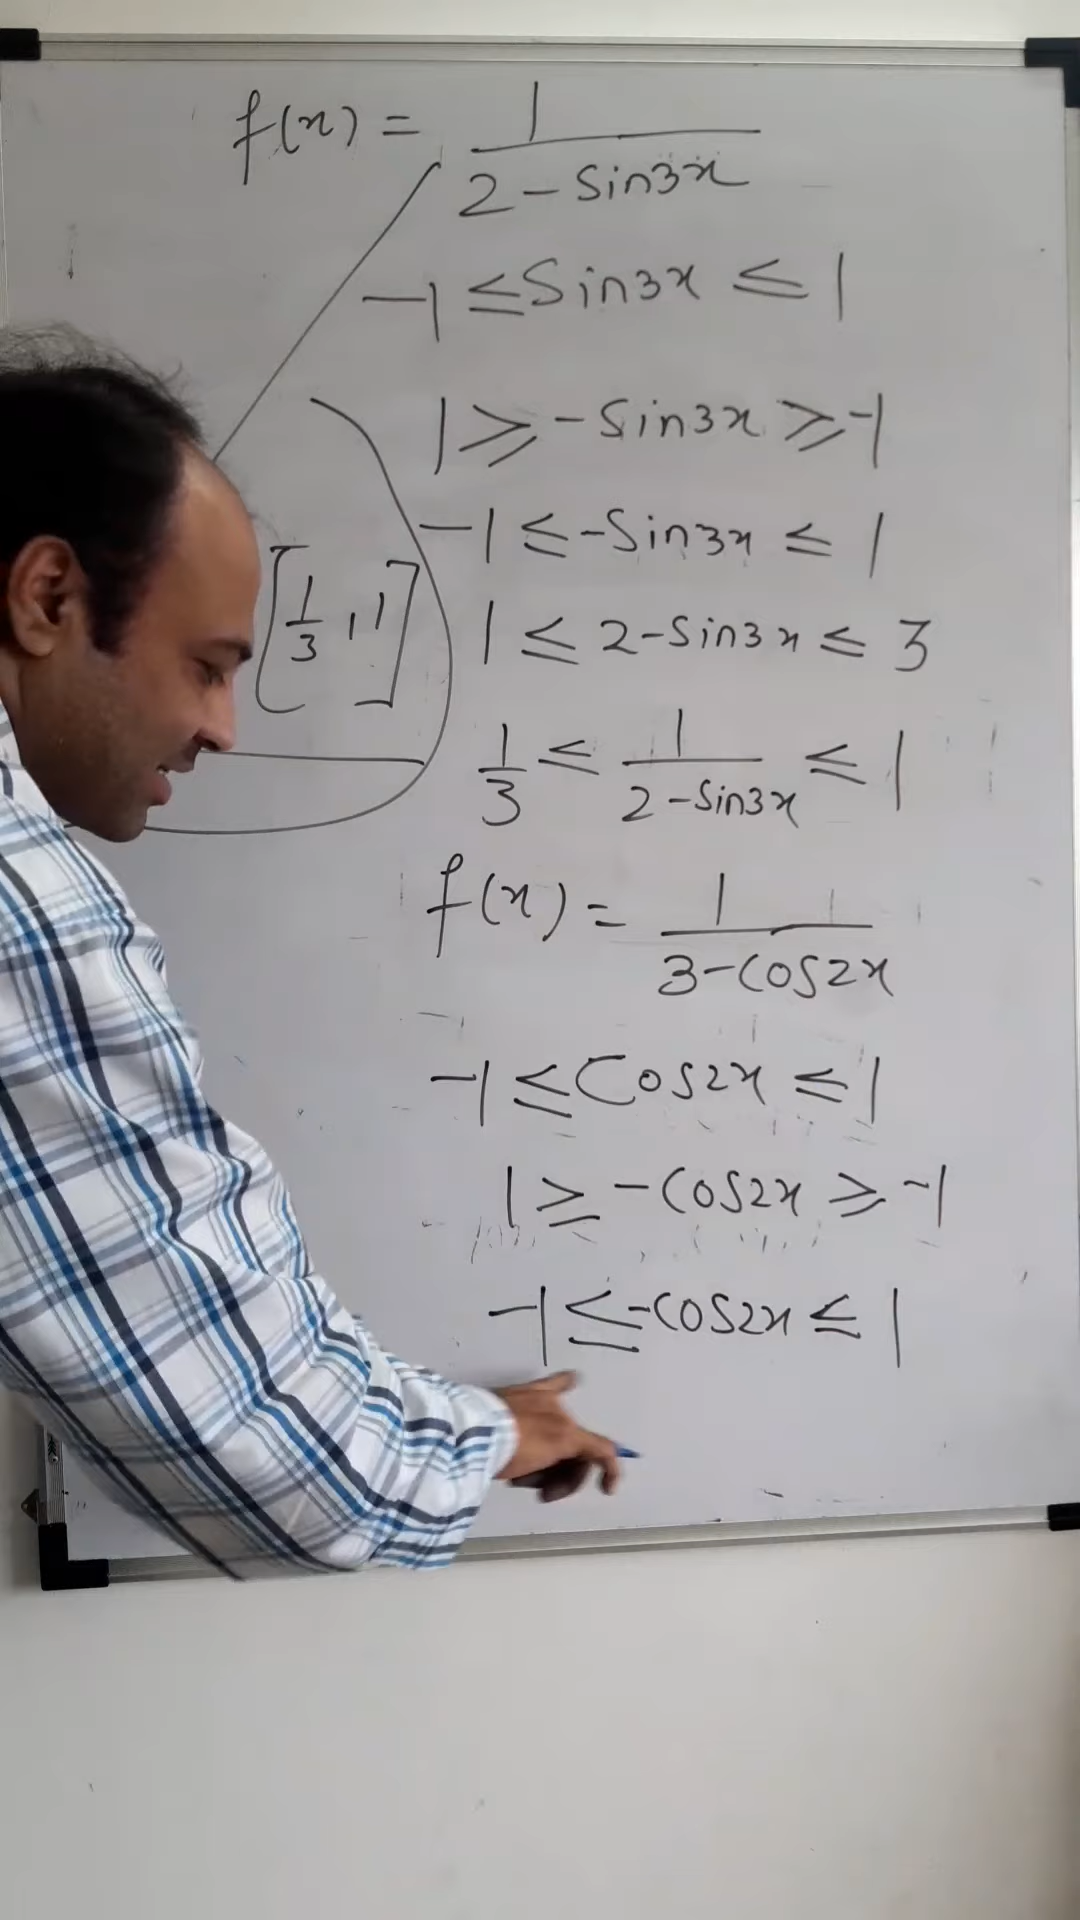 f(x) = 1/(2-Sin3x)
-1 ≤ Sin3x ≤ 1
1 ≥ -Sin3x ≥ -1
-1 ≤ -Sin3x ≤ 1
[1/3, 1]
1 ≤ 2-Sin3x ≤ 3
1/3 ≤ 1/(2-Sin3x) ≤ 1
f(x) = 1/(3-Cos2x)
-1 ≤ Cos2x ≤ 1
1 ≥ -Cos2x ≥ -1
-1 ≤ -Cos2x ≤ 1